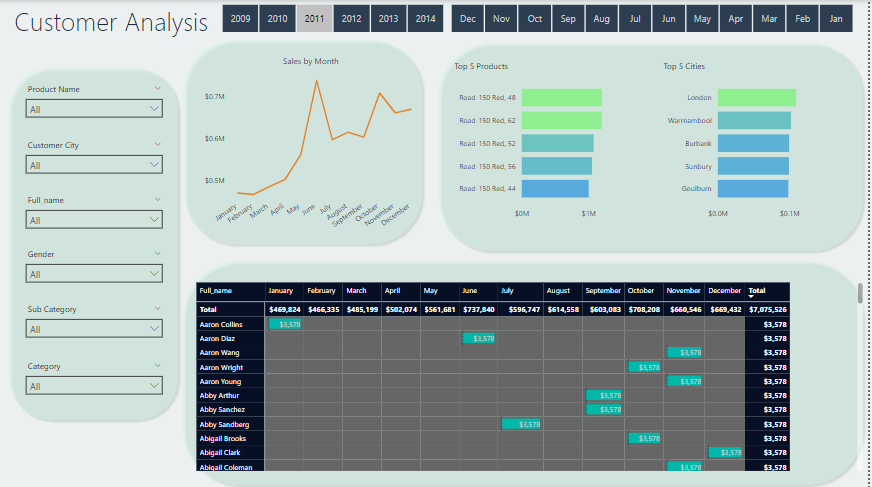 Customer Analysis
2009 2010 2011 2012 2013 2014
Dec Nov Oct Sep Aug Jul Jun May Apr Mar Feb Jan
Product Name
All
Customer City
All
Full_name
All
Gender
All
Sub Category
All
Category
All
Sales by Month
$0.7M
$0.6M
$0.5M
January February March April May June July August September October November December
Top 5 Products
Road-150 Red, 48
Road-150 Red, 62
Road-150 Red, 52
Road-150 Red, 56
Road-150 Red, 44
$0M $1M
Top 5 Cities
London
Warrnambool
Burbank
Sunbury
Goulburn
$0.0M $0.1M
Full_name January February March April May June July August September October November December Total
Total $469,824 $466,335 $485,199 $502,074 $561,681 $737,840 $596,747 $614,558 $603,083 $708,208 $660,546 $669,432 $7,075,526
Aaron Collins $3,578 $3,578
Aaron Diaz $3,578 $3,578
Aaron Wang $3,578 $3,578
Aaron Wright $3,578 $3,578
Aaron Young $3,578 $3,578
Abby Arthur $3,578 $3,578
Abby Sanchez $3,578 $3,578
Abby Sandberg $3,578 $3,578
Abigail Brooks $3,578 $3,578
Abigail Clark $3,578 $3,578
Abigail Coleman $3,578 $3,578